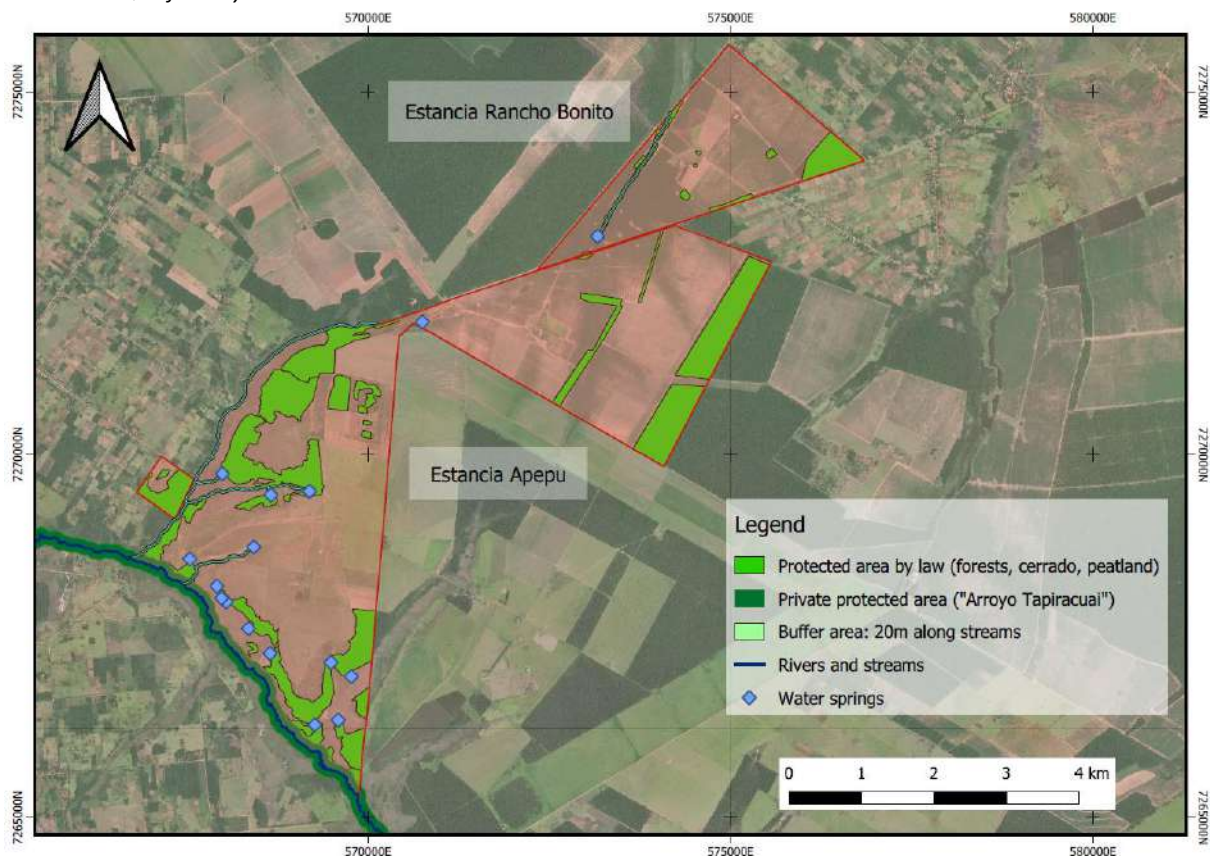 570000E 575000E 580000E
7275000N 7275000N
Estancia Rancho Bonito
7270000N 7270000N
Estancia Apepu
Legend
Protected area by law (forests, cerrado, peatland)
Private protected area ("Arroyo Tapiracuai")
Buffer area: 20m along streams
Rivers and streams
Water springs
0 1 2 3 4 km
7265000N 7265000N
570000E 575000E 580000E